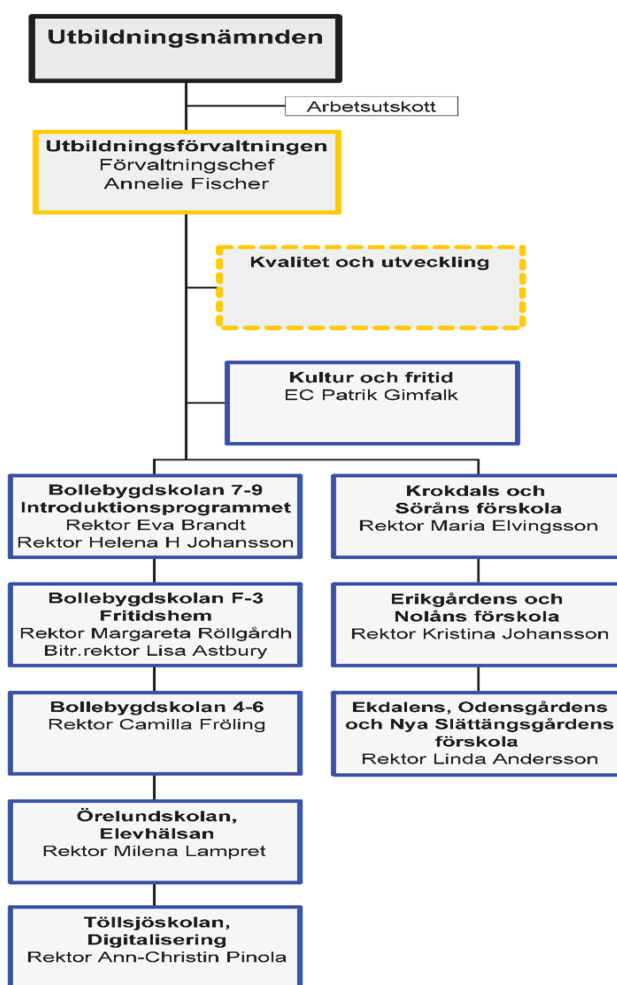 Utbildningsnämnden
Arbetsutskott
Utbildningsförvaltningen
Förvaltningschef
Annelie Fischer
Kvalitet och utveckling
Kultur och fritid
EC Patrik Gimfalk
Bollebygdskolan 7-9
Introduktionsprogrammet
Rektor Eva Brandt
Rektor Helena H Johansson
Bollebygdskolan F-3
Fritidshem
Rektor Margareta Röllgårdh
Bitr.rektor Lisa Astbury
Bollebygdskolan 4-6
Rektor Camilla Fröling
Örelundskolan,
Elevhälsan
Rektor Milena Lampret
Töllsjöskolan,
Digitalisering
Rektor Ann-Christin Pinola
Krokdals och
Söråns förskola
Rektor Maria Elvingsson
Erikgårdens och
Nolåns förskola
Rektor Kristina Johansson
Ekdalens, Odensgårdens
och Nya Slättängsgårdens
förskola
Rektor Linda Andersson